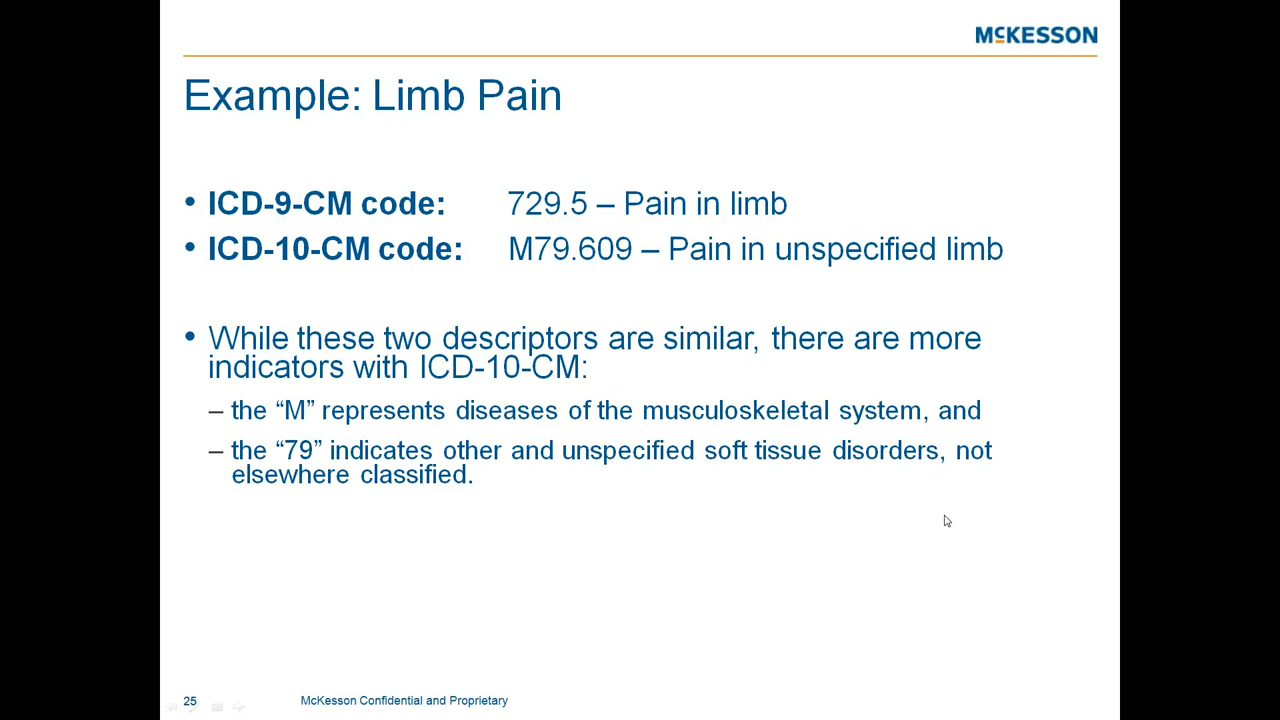 McKESSON
Example: Limb Pain
• ICD-9-CM code: 729.5 – Pain in limb
• ICD-10-CM code: M79.609 – Pain in unspecified limb
• While these two descriptors are similar, there are more
indicators with ICD-10-CM:
– the “M” represents diseases of the musculoskeletal system, and
– the “79” indicates other and unspecified soft tissue disorders, not
elsewhere classified.
25 McKesson Confidential and Proprietary